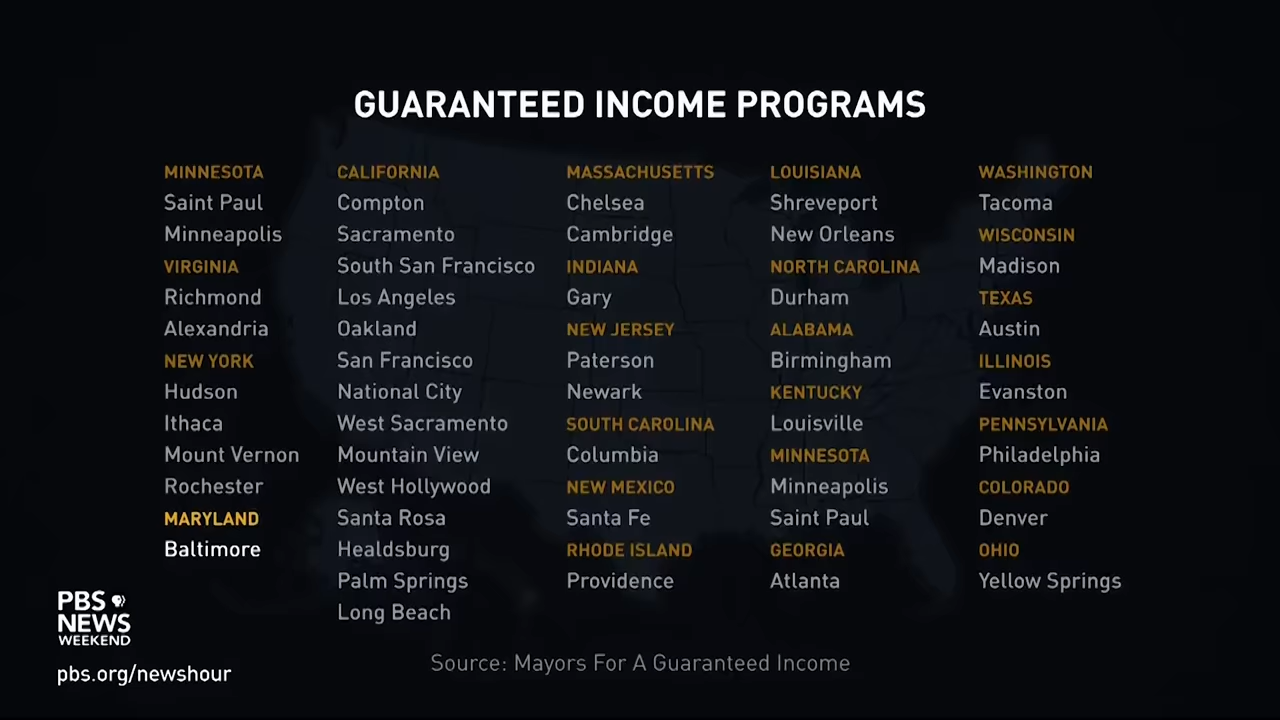 GUARANTEED INCOME PROGRAMS
MINNESOTA
Saint Paul
Minneapolis
VIRGINIA
Richmond
Alexandria
NEW YORK
Hudson
Ithaca
Mount Vernon
Rochester
MARYLAND
Baltimore
CALIFORNIA
Compton
Sacramento
South San Francisco
Los Angeles
Oakland
San Francisco
National City
West Sacramento
Mountain View
West Hollywood
Santa Rosa
Healdsburg
Palm Springs
Long Beach
MASSACHUSETTS
Chelsea
Cambridge
INDIANA
Gary
NEW JERSEY
Paterson
Newark
SOUTH CAROLINA
Columbia
NEW MEXICO
Santa Fe
RHODE ISLAND
Providence
LOUISIANA
Shreveport
New Orleans
NORTH CAROLINA
Durham
ALABAMA
Birmingham
KENTUCKY
Louisville
MINNESOTA
Minneapolis
Saint Paul
GEORGIA
Atlanta
WASHINGTON
Tacoma
WISCONSIN
Madison
TEXAS
Austin
ILLINOIS
Evanston
PENNSYLVANIA
Philadelphia
COLORADO
Denver
OHIO
Yellow Springs
PBS
NEWS
WEEKEND
pbs.org/newshour
Source: Mayors For A Guaranteed Income